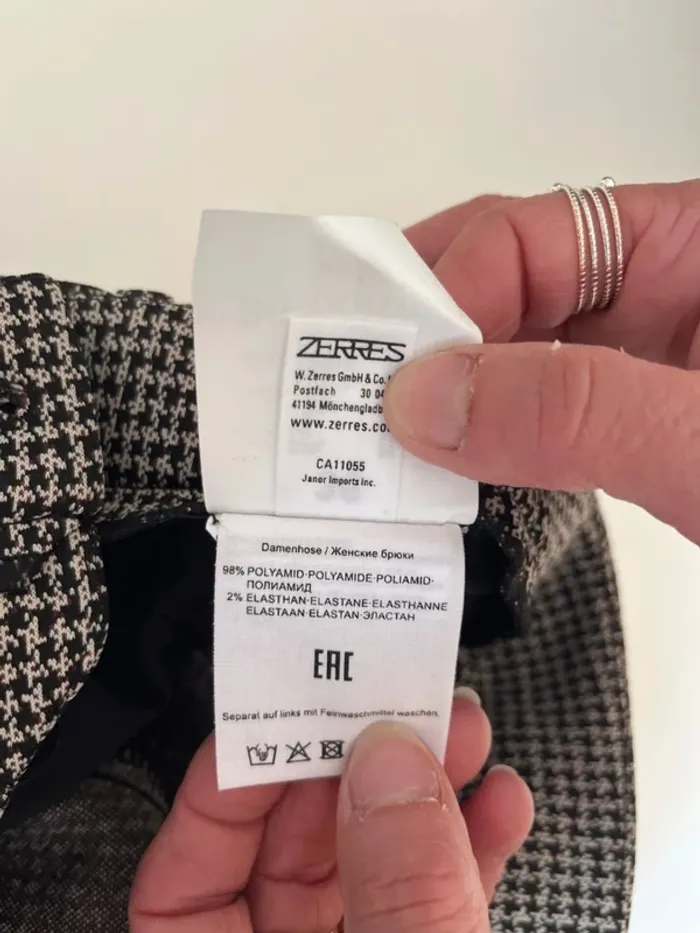 ZERRES
W. Zerres GmbH & Co.
Postfach 30
41194
www.zerres.co
CA11055
Janor Imports Inc.
Damenhose / Женские брюки
98% POLYAMID·POLYAMIDE·POLIAMID·
ПОЛИАМИД
2% ELASTHAN·ELASTANE·ELASTHANNE
ELASTAAN·ELASTAN·ЭЛАСТАН
EAC
Separat auf links mit Feinwaschmittel waschen.